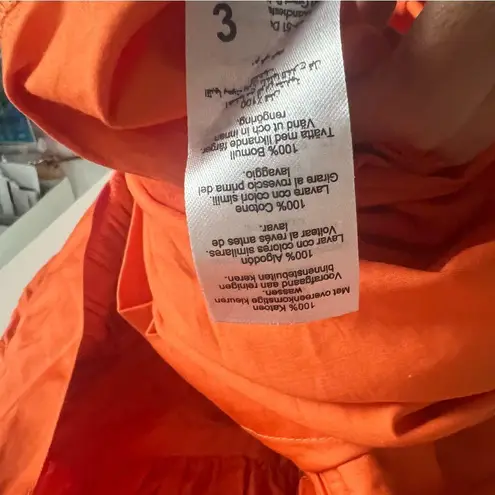 100% Katoen
Met overeenkomstige kleuren
wassen.
Voorafgaand aan reinigen
binnenstebuiten keren.
100% Algodón
Lavar con colores similares.
Voltear al revés antes de
lavar.
100% Cotone
Lavare con colori simili.
Girare al rovescio prima del
lavaggio.
100% Bomull
Tvätta med liknande färger.
Vänd ut och in innan
rengöring.
3